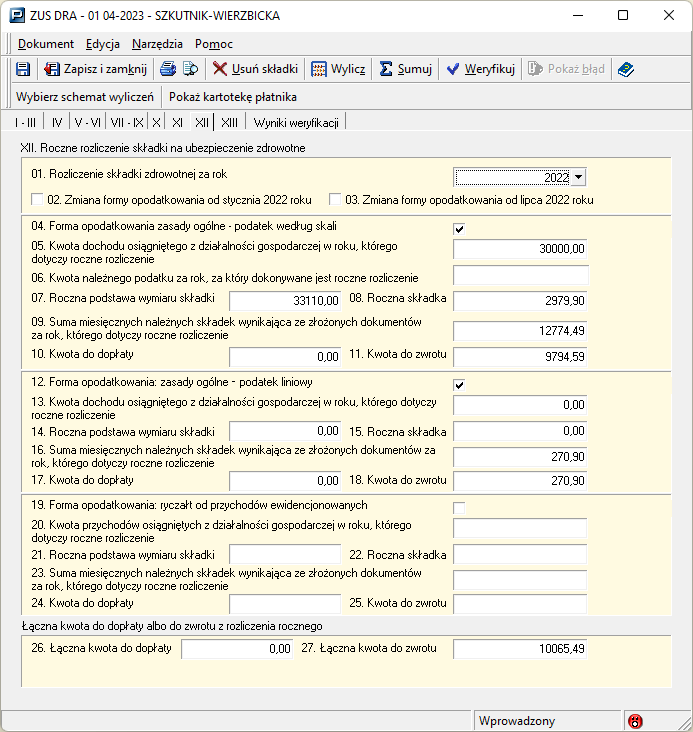 ZUS DRA - 01 04-2023 - SZKUTNIK-WIERZBICKA
Dokument Edycja Narzędzia Pomoc
Zapisz i zamknij Usuń składki Wylicz Sumuj Weryfikuj Pokaż błąd
Wybierz schemat wyliczeń Pokaż kartotekę płatnika
I - III IV V - VI VII - IX X XI XII XIII Wyniki weryfikacji
XII. Roczne rozliczenie składki na ubezpieczenie zdrowotne
01. Rozliczenie składki zdrowotnej za rok 2022
02. Zmiana formy opodatkowania od stycznia 2022 roku 03. Zmiana formy opodatkowania od lipca 2022 roku
04. Forma opodatkowania zasady ogólne - podatek według skali
05. Kwota dochodu osiągniętego z działalności gospodarczej w roku, którego
dotyczy roczne rozliczenie 30000,00
06. Kwota należnego podatku za rok, za który dokonywane jest roczne rozliczenie
07. Roczna podstawa wymiaru składki 33110,00 08. Roczna składka 2979,90
09. Suma miesięcznych należnych składek wynikająca ze złożonych dokumentów
za rok, którego dotyczy roczne rozliczenie 12774,49
10. Kwota do dopłaty 0,00 11. Kwota do zwrotu 9794,59
12. Forma opodatkowania: zasady ogólne - podatek liniowy
13. Kwota dochodu osiągniętego z działalności gospodarczej w roku, którego dotyczy
roczne rozliczenie 0,00
14. Roczna podstawa wymiaru składki 0,00 15. Roczna składka 0,00
16. Suma miesięcznych należnych składek wynikająca ze złożonych dokumentów za
rok, którego dotyczy roczne rozliczenie 270,90
17. Kwota do dopłaty 0,00 18. Kwota do zwrotu 270,90
19. Forma opodatkowania: ryczałt od przychodów ewidencjonowanych
20. Kwota przychodów osiągniętych z działalności gospodarczej w roku, którego
dotyczy roczne rozliczenie
21. Roczna podstawa wymiaru składki 22. Roczna składka
23. Suma miesięcznych należnych składek wynikająca ze złożonych dokumentów
za rok, którego dotyczy roczne rozliczenie
24. Kwota do dopłaty 25. Kwota do zwrotu
Łączna kwota do dopłaty albo do zwrotu z rozliczenia rocznego
26. Łączna kwota do dopłaty 0,00 27. Łączna kwota do zwrotu 10065,49
Wprowadzony